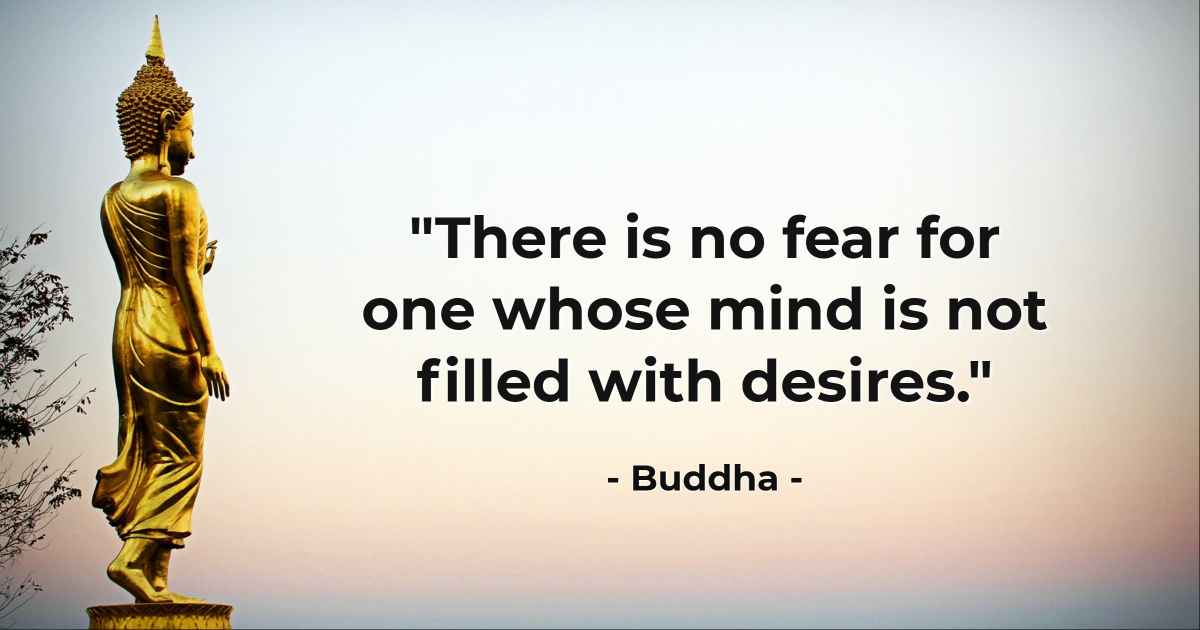 "There is no fear for
one whose mind is not
filled with desires."
- Buddha -